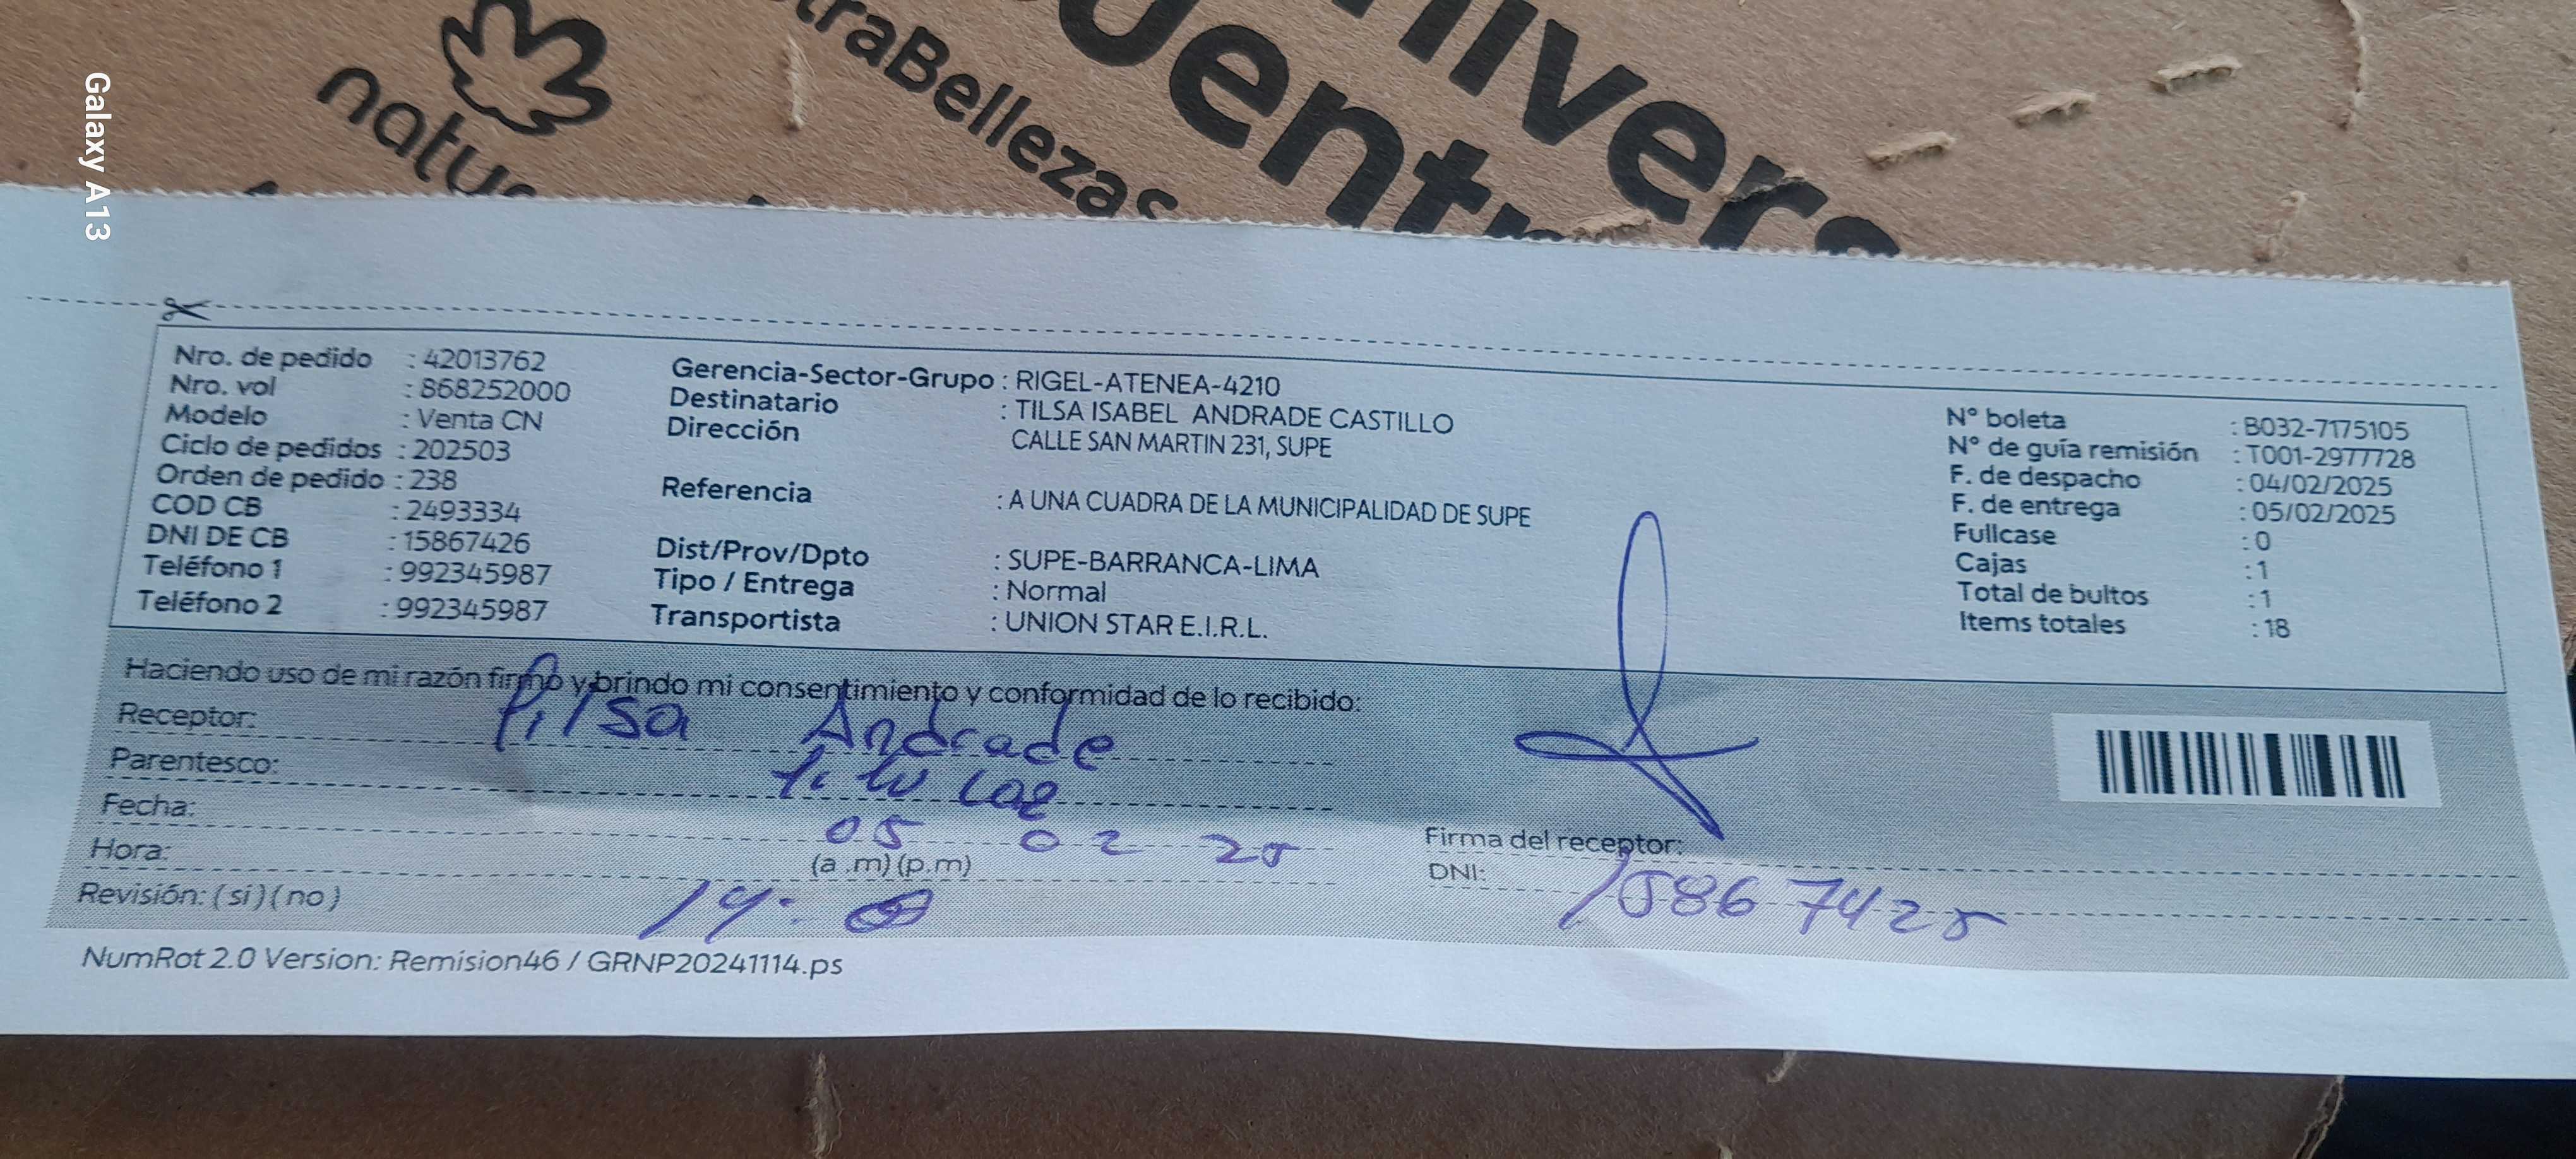 Galaxy A13
natura
traBellezas
Nro. de pedido : 42013762
Nro. vol : 868252000
Modelo : Venta CN
Ciclo de pedidos : 202503
Orden de pedido : 238
COD CB : 2493334
DNI DE CB : 15867426
Teléfono 1 : 992345987
Teléfono 2 : 992345987
Gerencia-Sector-Grupo : RIGEL-ATENEA-4210
Destinatario : TILSA ISABEL ANDRADE CASTILLO
Dirección CALLE SAN MARTIN 231, SUPE
Referencia : A UNA CUADRA DE LA MUNICIPALIDAD DE SUPE
Dist/Prov/Dpto : SUPE-BARRANCA-LIMA
Tipo / Entrega : Normal
Transportista : UNION STAR E.I.R.L.
N° boleta : B032-7175105
N° de guía remisión : T001-2977728
F. de despacho : 04/02/2025
F. de entrega : 05/02/2025
Fullcase : 0
Cajas : 1
Total de bultos : 1
Items totales : 18
Haciendo uso de mi razón firmo y brindo mi consentimiento y conformidad de lo recibido:
Receptor: Tilsa Andrade
Parentesco: titular
Fecha: 05 02 25
Hora: (a .m) (p.m)
Revisión: ( si ) ( no )
Firma del receptor:
DNI: 15867425
NumRot 2.0 Version: Remision46 / GRNP20241114.ps